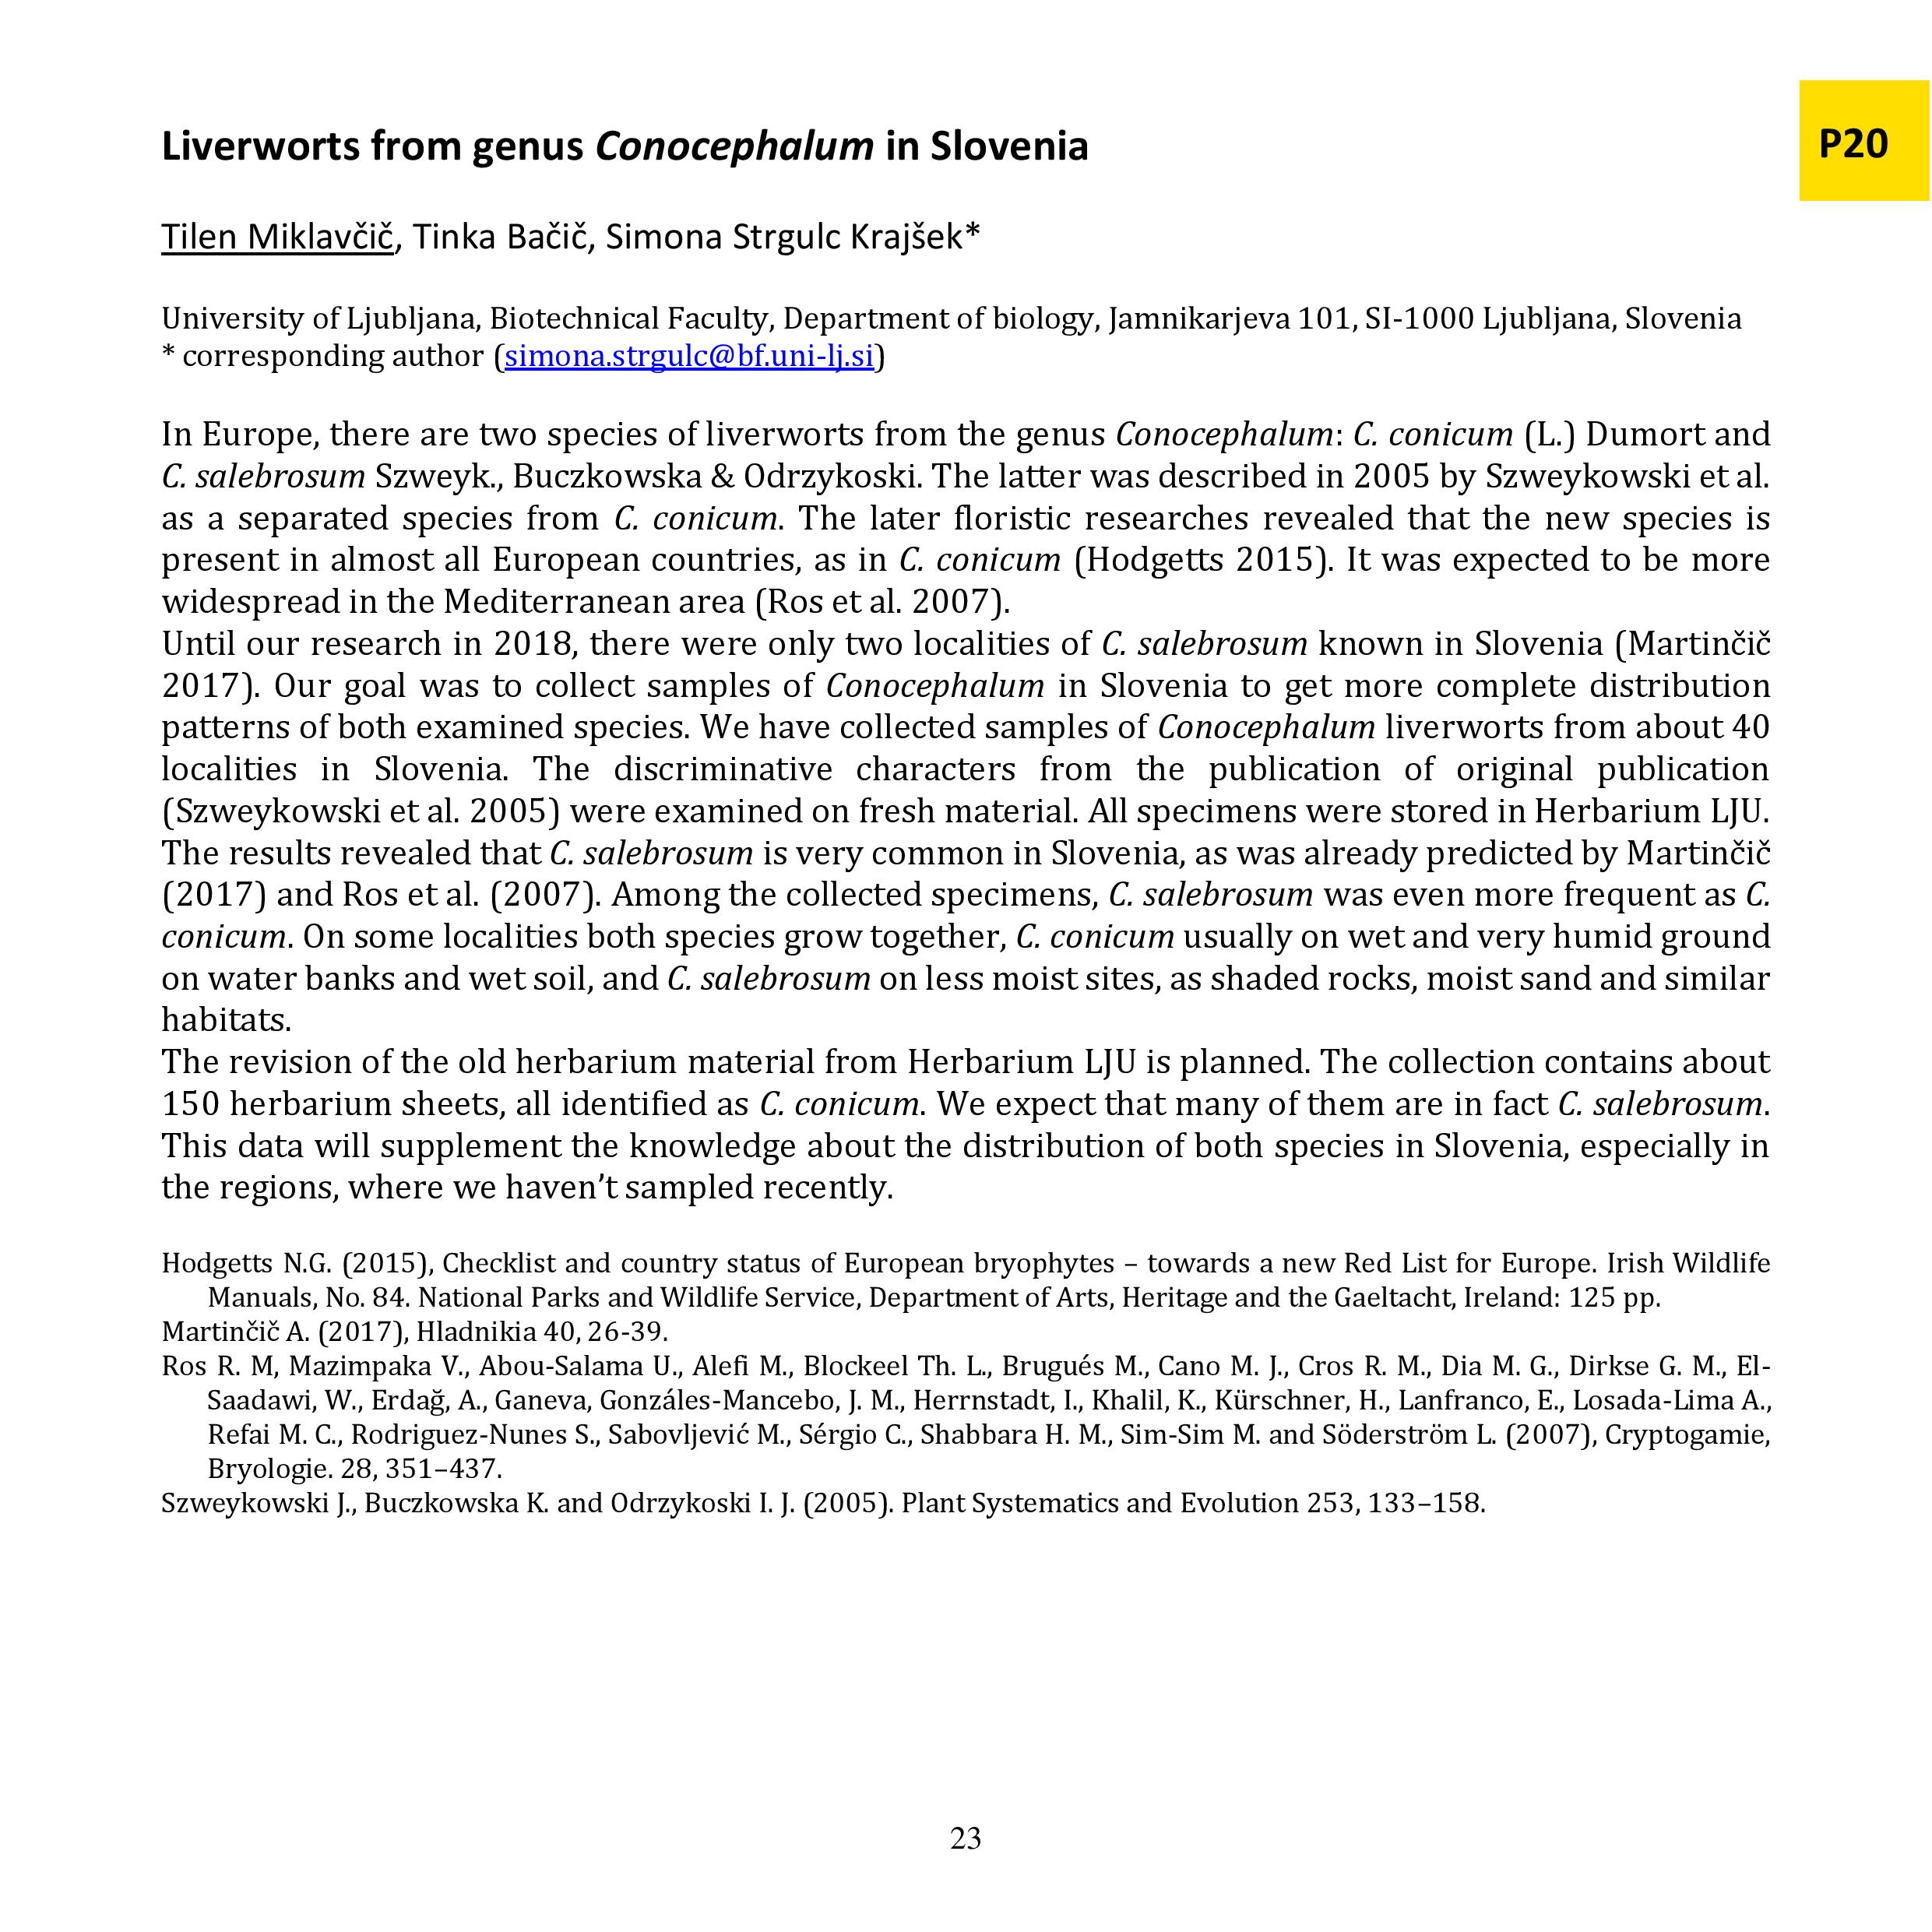 Liverworts from genus Conocephalum in Slovenia
P20
Tilen Miklavčič, Tinka Bačič, Simona Strgulc Krajšek*
University of Ljubljana, Biotechnical Faculty, Department of biology, Jamnikarjeva 101, SI-1000 Ljubljana, Slovenia
* corresponding author (simona.strgulc@bf.uni-lj.si)
In Europe, there are two species of liverworts from the genus Conocephalum: C. conicum (L.) Dumort and
C. salebrosum Szweyk., Buczkowska & Odrzykoski. The latter was described in 2005 by Szweykowski et al.
as a separated species from C. conicum. The later floristic researches revealed that the new species is
present in almost all European countries, as in C. conicum (Hodgetts 2015). It was expected to be more
widespread in the Mediterranean area (Ros et al. 2007).
Until our research in 2018, there were only two localities of C. salebrosum known in Slovenia (Martinčič
2017). Our goal was to collect samples of Conocephalum in Slovenia to get more complete distribution
patterns of both examined species. We have collected samples of Conocephalum liverworts from about 40
localities in Slovenia. The discriminative characters from the publication of original publication
(Szweykowski et al. 2005) were examined on fresh material. All specimens were stored in Herbarium LJU.
The results revealed that C. salebrosum is very common in Slovenia, as was already predicted by Martinčič
(2017) and Ros et al. (2007). Among the collected specimens, C. salebrosum was even more frequent as C.
conicum. On some localities both species grow together, C. conicum usually on wet and very humid ground
on water banks and wet soil, and C. salebrosum on less moist sites, as shaded rocks, moist sand and similar
habitats.
The revision of the old herbarium material from Herbarium LJU is planned. The collection contains about
150 herbarium sheets, all identified as C. conicum. We expect that many of them are in fact C. salebrosum.
This data will supplement the knowledge about the distribution of both species in Slovenia, especially in
the regions, where we haven’t sampled recently.
Hodgetts N.G. (2015), Checklist and country status of European bryophytes – towards a new Red List for Europe. Irish Wildlife
Manuals, No. 84. National Parks and Wildlife Service, Department of Arts, Heritage and the Gaeltacht, Ireland: 125 pp.
Martinčič A. (2017), Hladnikia 40, 26-39.
Ros R. M, Mazimpaka V., Abou-Salama U., Alefi M., Blockeel Th. L., Brugués M., Cano M. J., Cros R. M., Dia M. G., Dirkse G. M., El-
Saadawi, W., Erdağ, A., Ganeva, Gonzáles-Mancebo, J. M., Herrnstadt, I., Khalil, K., Kürschner, H., Lanfranco, E., Losada-Lima A.,
Refai M. C., Rodriguez-Nunes S., Sabovljević M., Sérgio C., Shabbara H. M., Sim-Sim M. and Söderström L. (2007), Cryptogamie,
Bryologie. 28, 351–437.
Szweykowski J., Buczkowska K. and Odrzykoski I. J. (2005). Plant Systematics and Evolution 253, 133–158.
23